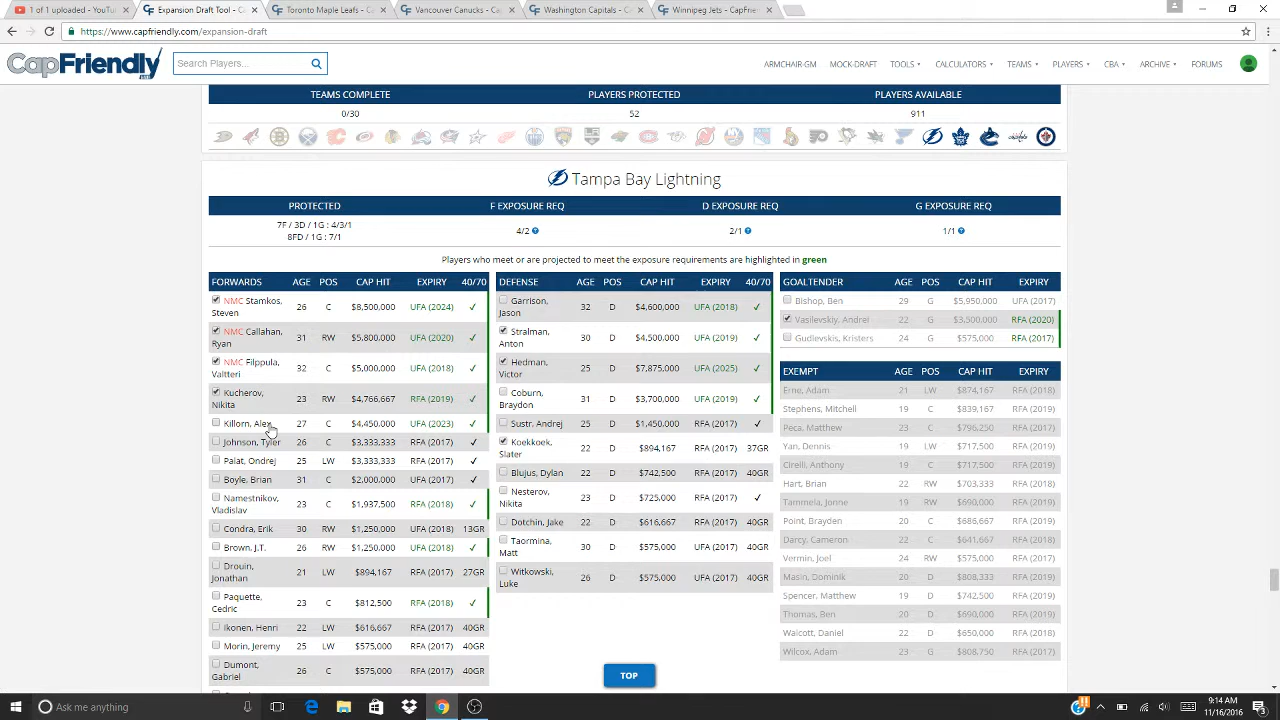 1 of 1 uploaded - YouTu
Expansion Draft Tool - C
Toronto Maple Leafs - C
Vancouver Canucks - Ca
Washington Capitals - C
Winnipeg Jets - CapFrie
https://www.capfriendly.com/expansion-draft
CapFriendly
Search Players...
ARMCHAIR-GM MOCK-DRAFT TOOLS CALCULATORS TEAMS PLAYERS CBA ARCHIVE FORUMS
TEAMS COMPLETE PLAYERS PROTECTED PLAYERS AVAILABLE
0/30 52 911
Tampa Bay Lightning
PROTECTED F EXPOSURE REQ D EXPOSURE REQ G EXPOSURE REQ
7F / 3D / 1G : 4/3/1
8FD / 1G : 7/1
4/2 2/1 1/1
Players who meet or are projected to meet the exposure requirements are highlighted in green
FORWARDS AGE POS CAP HIT EXPIRY 40/70
NMC Stamkos, Steven 26 C $8,500,000 UFA (2024) ✓
NMC Callahan, Ryan 31 RW $5,800,000 UFA (2020) ✓
NMC Filppula, Valtteri 32 C $5,000,000 UFA (2018) ✓
Kucherov, Nikita 23 RW $4,766,667 RFA (2019) ✓
Killorn, Alex 27 C $4,450,000 UFA (2023) ✓
Johnson, Tyler 26 C $3,333,333 RFA (2017) ✓
Palat, Ondrej 25 LW $3,333,333 RFA (2017) ✓
Boyle, Brian 31 C $2,000,000 UFA (2017) ✓
Namestnikov, Vladislav 23 C $1,937,500 RFA (2018) ✓
Condra, Erik 30 RW $1,250,000 UFA (2018) 13GR
Brown, J.T. 26 RW $1,250,000 UFA (2018) ✓
Drouin, Jonathan 21 LW $894,167 RFA (2017) 27GR
Paquette, Cedric 23 C $812,500 RFA (2018) ✓
Ikonen, Henri 22 LW $616,667 RFA (2017) 40GR
Morin, Jeremy 25 LW $575,000 RFA (2017) 40GR
Dumont, Gabriel 26 C $575,000 RFA (2017) 40GR
DEFENSE AGE POS CAP HIT EXPIRY 40/70
Garrison, Jason 32 D $4,600,000 UFA (2018) ✓
Stralman, Anton 30 D $4,500,000 UFA (2019) ✓
Hedman, Victor 25 D $7,875,000 UFA (2025) ✓
Coburn, Braydon 31 D $3,700,000 UFA (2019) ✓
Sustr, Andrej 25 D $1,450,000 RFA (2017) ✓
Koekkoek, Slater 22 D $894,167 RFA (2017) 37GR
Blujus, Dylan 22 D $742,500 RFA (2017) 40GR
Nesterov, Nikita 23 D $725,000 RFA (2017) ✓
Dotchin, Jake 22 D $616,667 RFA (2017) 40GR
Taormina, Matt 30 D $575,000 UFA (2017) 40GR
Witkowski, Luke 26 D $575,000 UFA (2017) 40GR
GOALTENDER AGE POS CAP HIT EXPIRY
Bishop, Ben 29 G $5,950,000 UFA (2017)
Vasilevskiy, Andrei 22 G $3,500,000 RFA (2020)
Gudlevskis, Kristers 24 G $575,000 RFA (2017)
EXEMPT AGE POS CAP HIT EXPIRY
Erne, Adam 21 LW $874,167 RFA (2018)
Stephens, Mitchell 19 C $839,167 RFA (2019)
Peca, Matthew 23 C $796,250 RFA (2017)
Yan, Dennis 19 LW $717,500 RFA (2019)
Cirelli, Anthony 19 C $717,500 RFA (2019)
Hart, Brian 22 RW $703,333 RFA (2018)
Tammela, Jonne 19 RW $690,000 RFA (2019)
Point, Brayden 20 C $686,667 RFA (2019)
Darcy, Cameron 22 C $641,667 RFA (2018)
Vermin, Joel 24 RW $575,000 RFA (2017)
Masin, Dominik 20 D $808,333 RFA (2019)
Spencer, Matthew 19 D $742,500 RFA (2019)
Thomas, Ben 20 D $690,000 RFA (2019)
Walcott, Daniel 22 D $650,000 RFA (2018)
Wilcox, Adam 23 G $808,750 RFA (2017)
TOP
Ask me anything
9:14 AM
11/16/2016